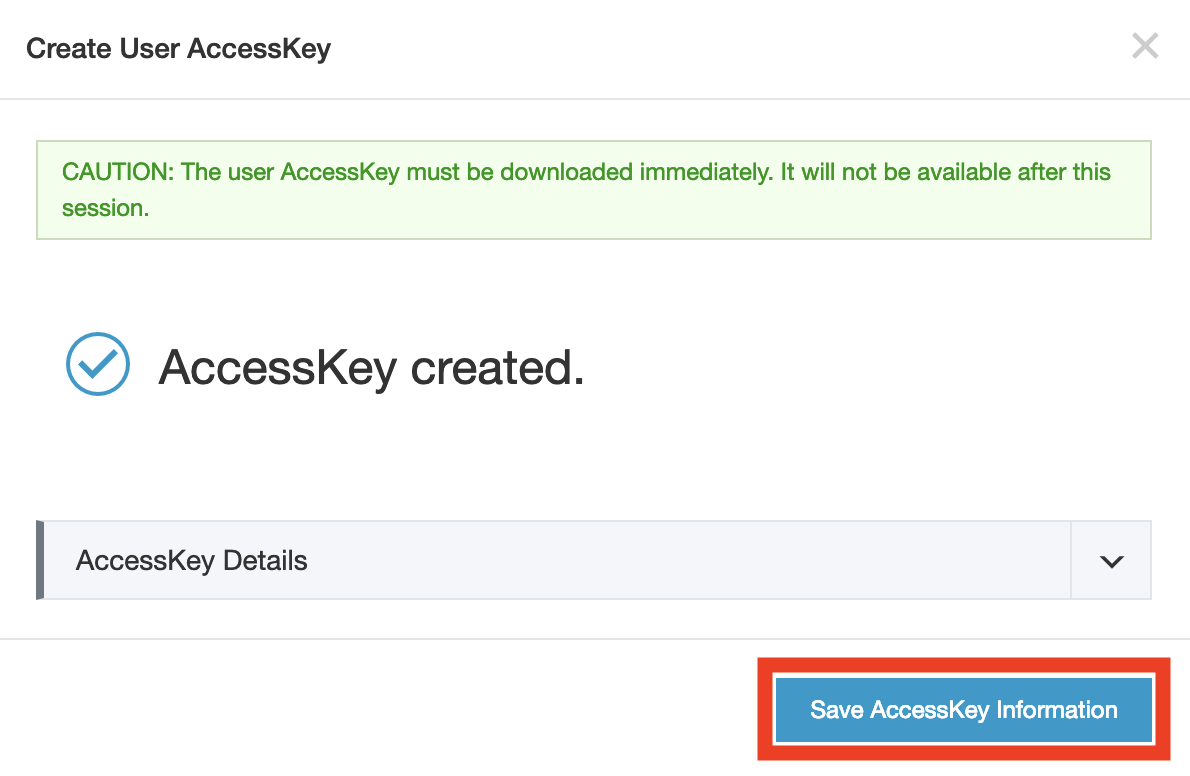 Create User AccessKey
CAUTION: The user AccessKey must be downloaded immediately. It will not be available after this
session.
AccessKey created.
AccessKey Details
Save AccessKey Information